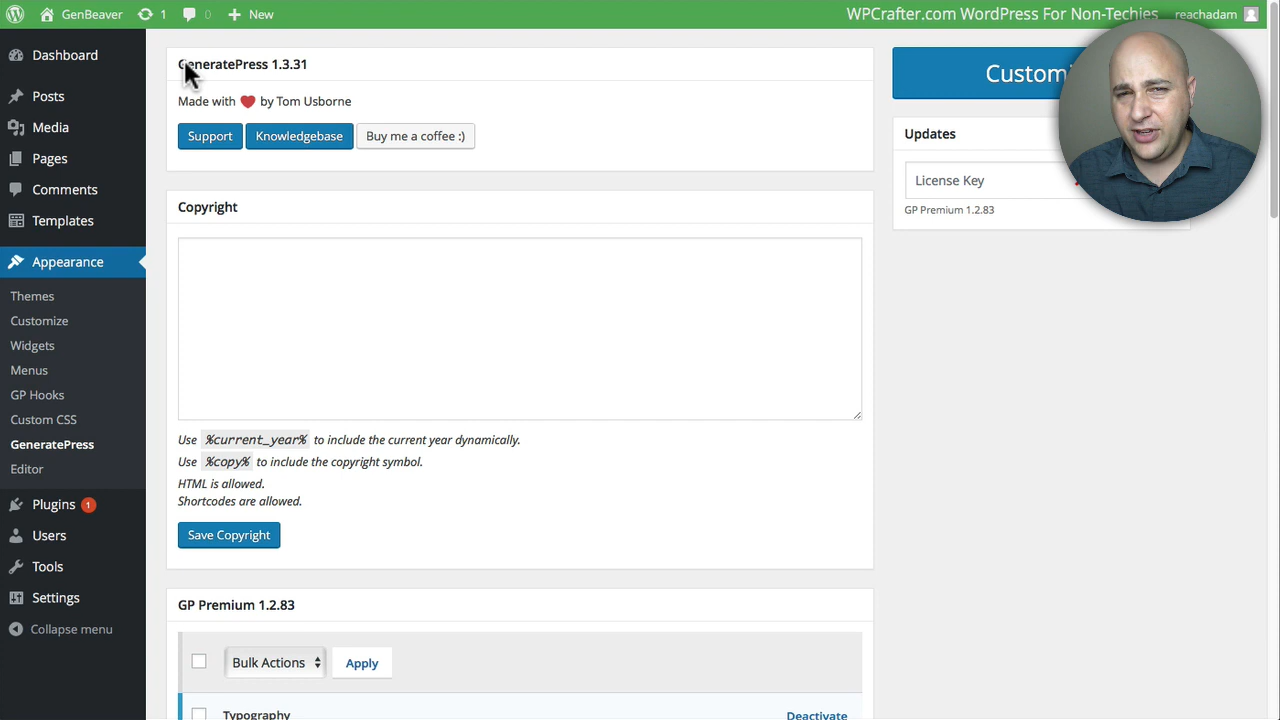 GenBeaver 1 0 New WPCrafter.com WordPress For Non-Techies reachadam
Dashboard
Posts
Media
Pages
Comments
Templates
Appearance
Themes
Customize
Widgets
Menus
GP Hooks
Custom CSS
GeneratePress
Editor
Plugins 1
Users
Tools
Settings
Collapse menu
GeneratePress 1.3.31
Made with by Tom Usborne
Support Knowledgebase Buy me a coffee :)
Copyright
Use %current_year% to include the current year dynamically.
Use %copy% to include the copyright symbol.
HTML is allowed.
Shortcodes are allowed.
Save Copyright
GP Premium 1.2.83
Bulk Actions Apply
Typography Deactivate
Updates
License Key
GP Premium 1.2.83